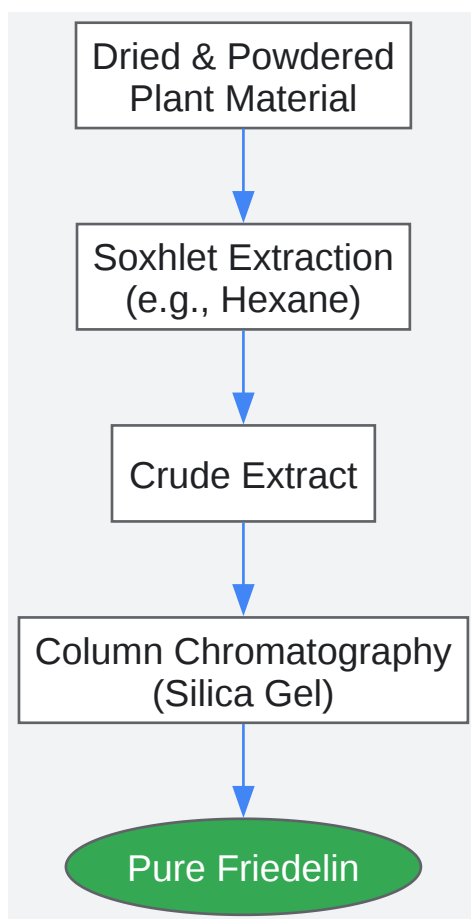 Dried & Powdered
Plant Material
Soxhlet Extraction
(e.g., Hexane)
Crude Extract
Column Chromatography
(Silica Gel)
Pure Friedelin